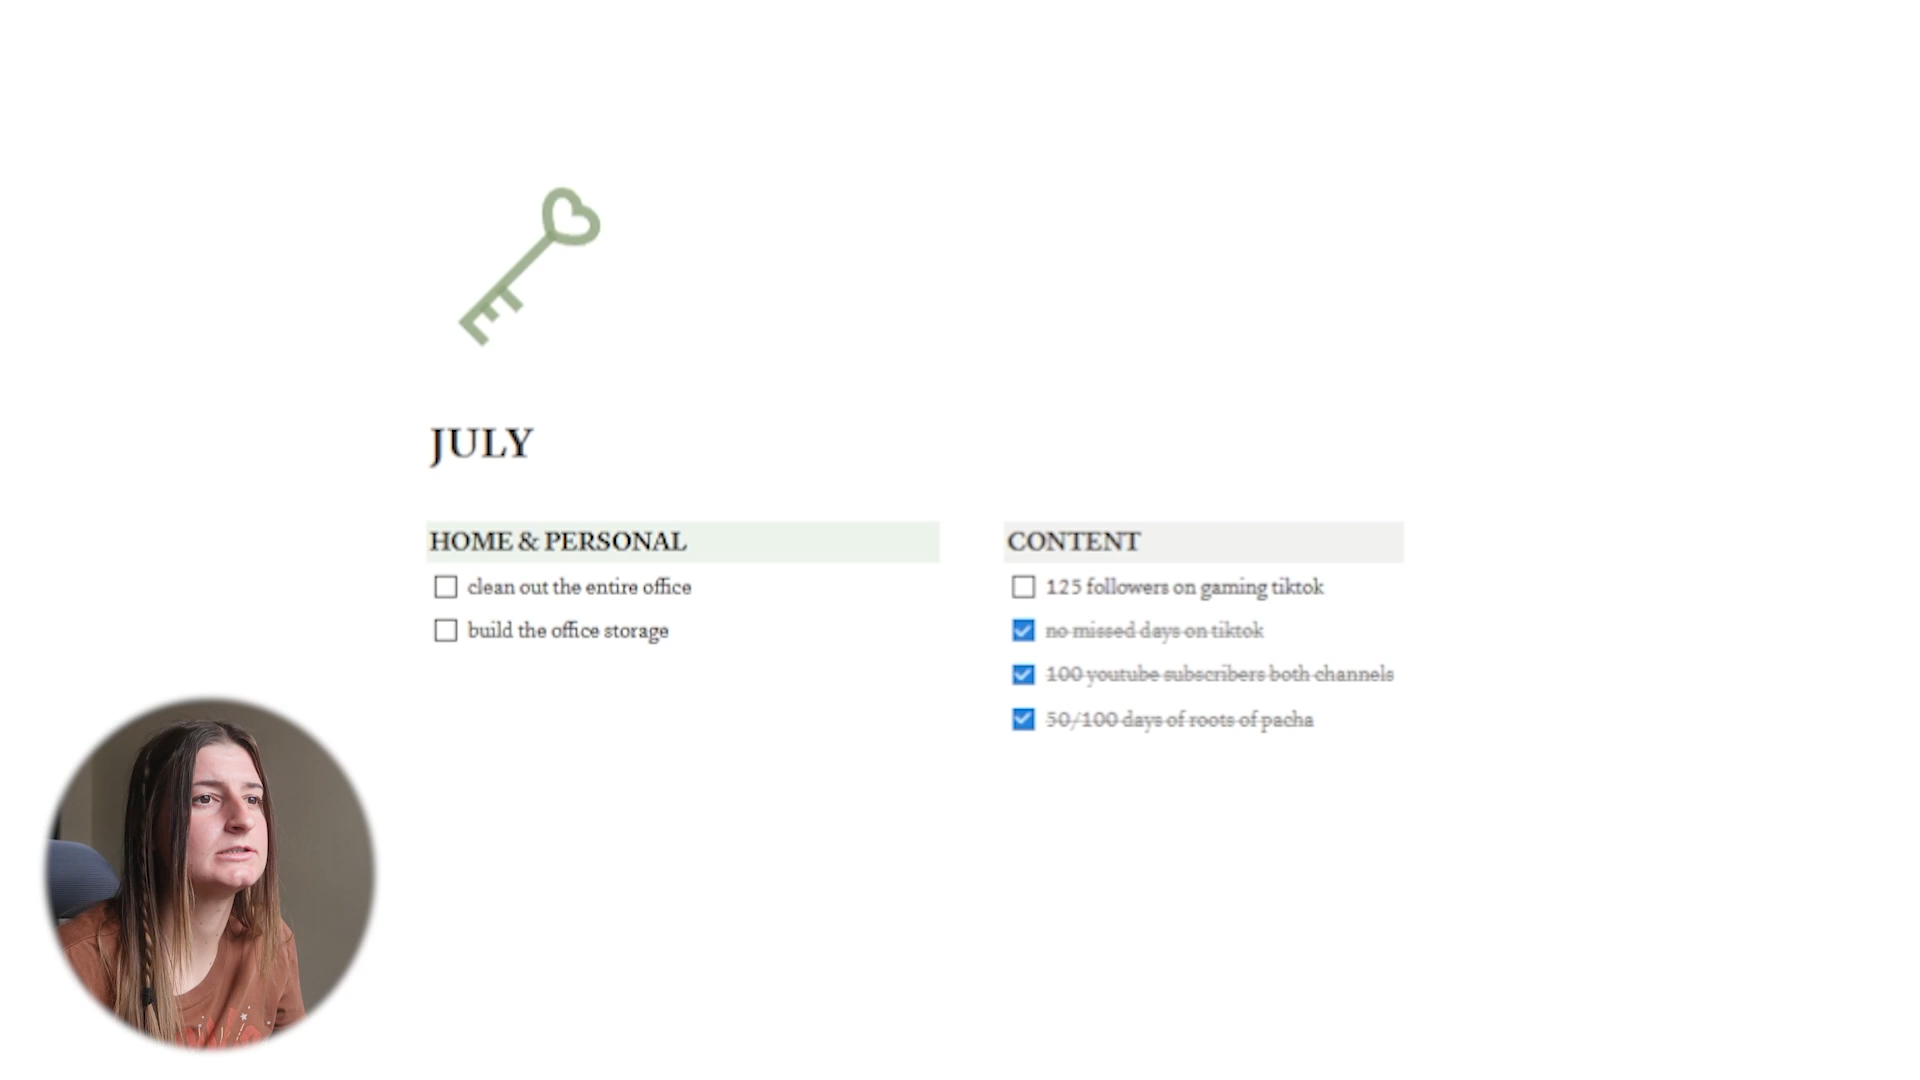 JULY
HOME & PERSONAL
clean out the entire office
build the office storage
CONTENT
125 followers on gaming tiktok
no missed days on tiktok
100 youtube subscribers both channels
50/100 days of roots of pacha